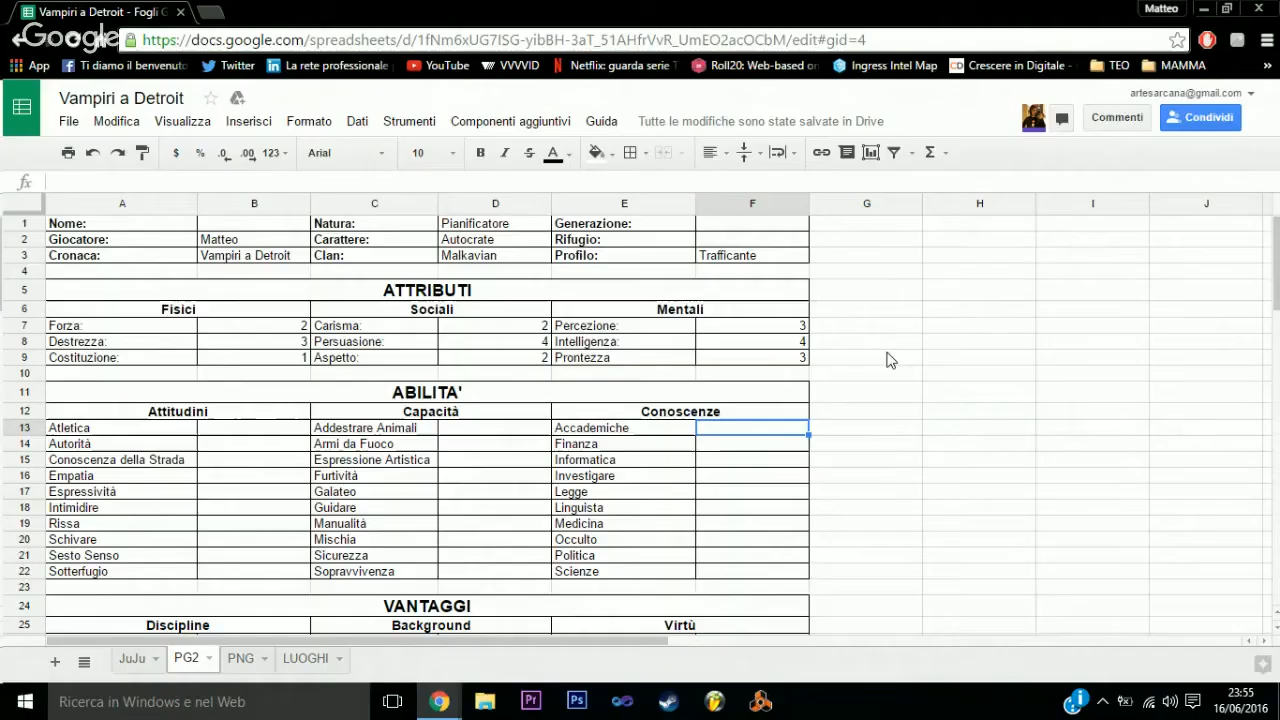 Vampiri a Detroit - Fogli G
Matteo
Google
https://docs.google.com/spreadsheets/d/1fNm6xUG7ISG-yibBH-3aT_51AHfrVvR_UmEO2acOCbM/edit#gid=4
App Ti diamo il benvenuto Twitter La rete professionale YouTube VVVVID Netflix: guarda serie T Roll20: Web-based on Ingress Intel Map Crescere in Digitale - TEO MAMMA »
Vampiri a Detroit
artesarcana@gmail.com
File Modifica Visualizza Inserisci Formato Dati Strumenti Componenti aggiuntivi Guida Tutte le modifiche sono state salvate in Drive
Commenti Condividi
$ % .0 .00 123 Arial 10 B I S A Σ
fx
A B C D E F G H I J
1 Nome: Natura: Pianificatore Generazione:
2 Giocatore: Matteo Carattere: Autocrate Rifugio:
3 Cronaca: Vampiri a Detroit Clan: Malkavian Profilo: Trafficante
4
5 ATTRIBUTI
6 Fisici Sociali Mentali
7 Forza: 2 Carisma: 2 Percezione: 3
8 Destrezza: 3 Persuasione: 4 Intelligenza: 4
9 Costituzione: 1 Aspetto: 2 Prontezza 3
10
11 ABILITA'
12 Attitudini Capacità Conoscenze
13 Atletica Addestrare Animali Accademiche
14 Autorità Armi da Fuoco Finanza
15 Conoscenza della Strada Espressione Artistica Informatica
16 Empatia Furtività Investigare
17 Espressività Galateo Legge
18 Intimidire Guidare Linguista
19 Rissa Manualità Medicina
20 Schivare Mischia Occulto
21 Sesto Senso Sicurezza Politica
22 Sotterfugio Sopravvivenza Scienze
23
24 VANTAGGI
25 Discipline Background Virtù
+ JuJu PG2 PNG LUOGHI
Ricerca in Windows e nel Web
Pr Ps
23:55
16/06/2016